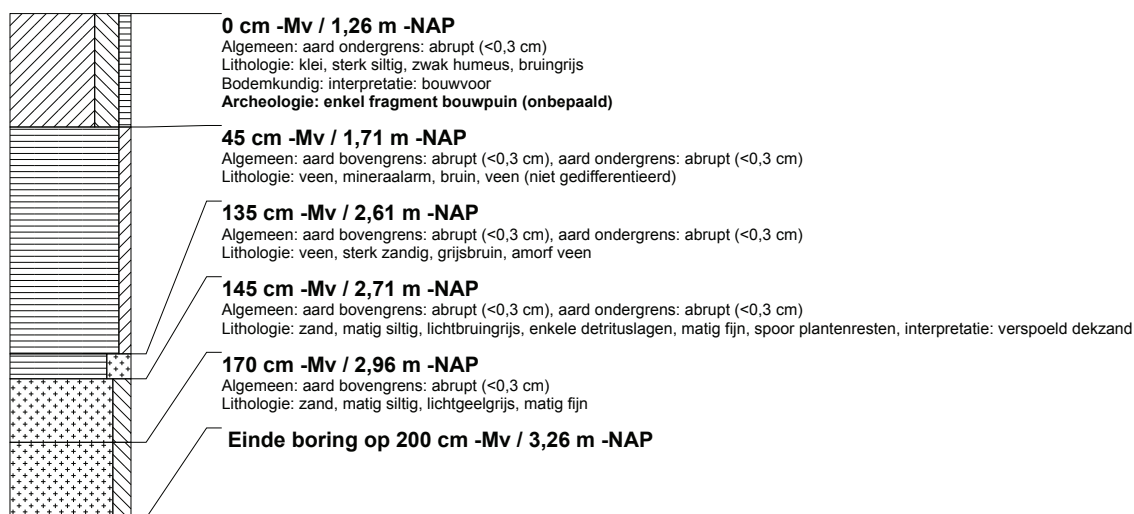 0 cm -Mv / 1,26 m -NAP
Algemeen: aard ondergrens: abrupt (<0,3 cm)
Lithologie: klei, sterk siltig, zwak humeus, bruingrijs
Bodemkundig: interpretatie: bouwvoor
Archeologie: enkel fragment bouwpuin (onbepaald)
45 cm -Mv / 1,71 m -NAP
Algemeen: aard bovengrens: abrupt (<0,3 cm), aard ondergrens: abrupt (<0,3 cm)
Lithologie: veen, mineraalarm, bruin, veen (niet gedifferentieerd)
135 cm -Mv / 2,61 m -NAP
Algemeen: aard bovengrens: abrupt (<0,3 cm), aard ondergrens: abrupt (<0,3 cm)
Lithologie: veen, sterk zandig, grijsbruin, amorf veen
145 cm -Mv / 2,71 m -NAP
Algemeen: aard bovengrens: abrupt (<0,3 cm), aard ondergrens: abrupt (<0,3 cm)
Lithologie: zand, matig siltig, lichtbruingrijs, enkele detrituslagen, matig fijn, spoor plantenresten, interpretatie: verspoeld dekzand
170 cm -Mv / 2,96 m -NAP
Algemeen: aard bovengrens: abrupt (<0,3 cm)
Lithologie: zand, matig siltig, lichtgeelgrijs, matig fijn
Einde boring op 200 cm -Mv / 3,26 m -NAP